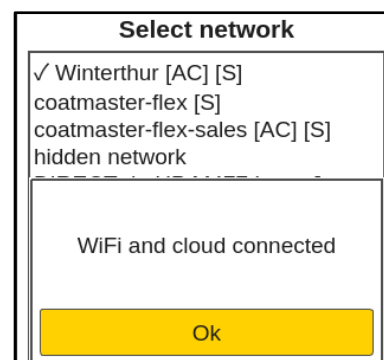 Select network
✓ Winterthur [AC] [S]
coatmaster-flex [S]
coatmaster-flex-sales [AC] [S]
hidden network
WiFi and cloud connected
Ok